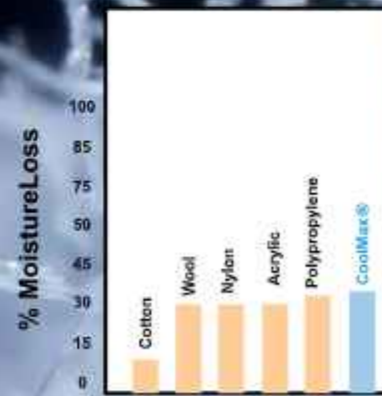 % MoistureLoss
100
85
75
50
45
30
15
0
Cotton
Wool
Nylon
Acrylic
Polypropylene
CoolMax®